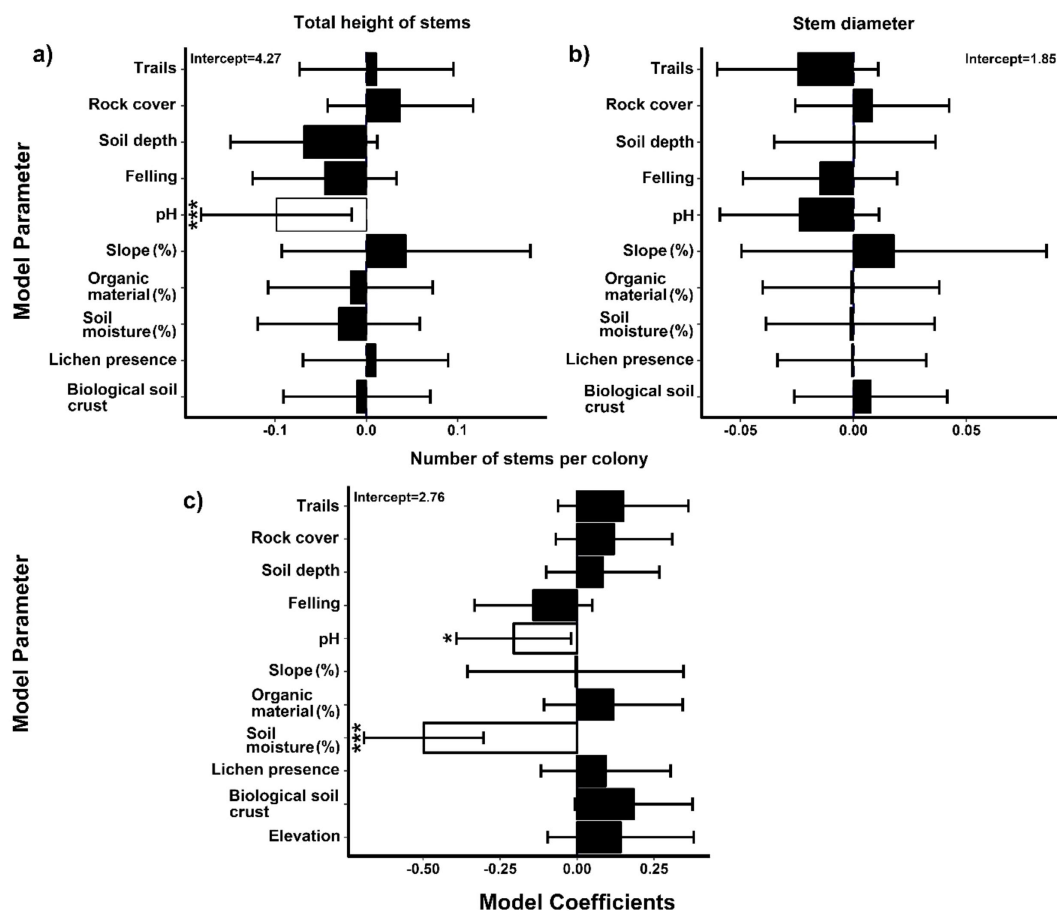 Total height of stems
a)
Intercept=4.27
Model Parameter
Trails
Rock cover
Soil depth
Felling
pH
***
Slope (%)
Organic
material (%)
Soil
moisture (%)
Lichen presence
Biological soil
crust
-0.1
0.0
0.1
Stem diameter
b)
Intercept=1.85
Trails
Rock cover
Soil depth
Felling
pH
Slope (%)
Organic
material (%)
Soil
moisture (%)
Lichen presence
Biological soil
crust
-0.05
0.00
0.05
Number of stems per colony
c)
Intercept=2.76
Model Parameter
Trails
Rock cover
Soil depth
Felling
pH
*
Slope (%)
Organic
material (%)
Soil
moisture (%)
***
Lichen presence
Biological soil
crust
Elevation
-0.50
-0.25
0.00
0.25
Model Coefficients